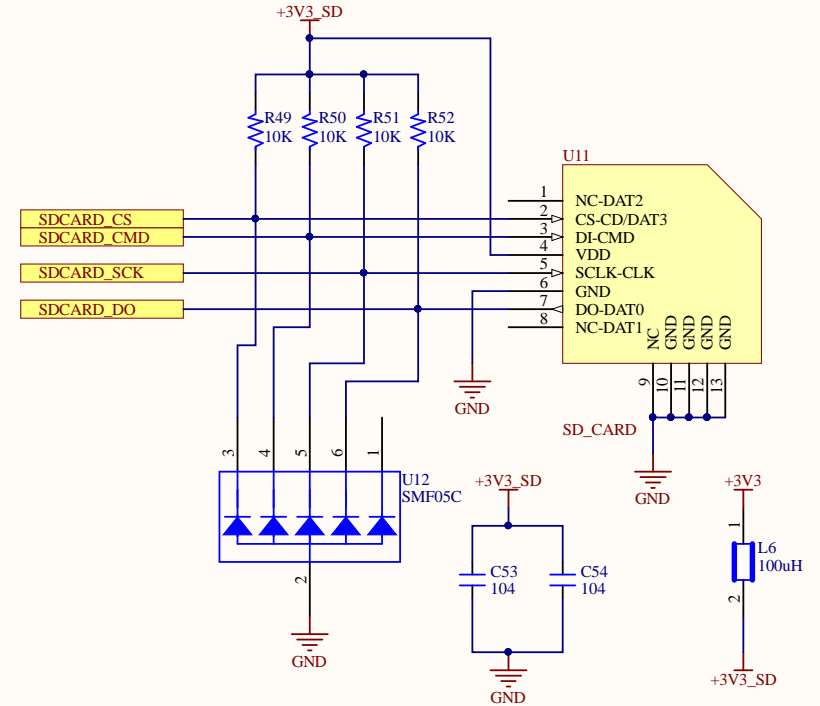 +3V3_SD
R49
10K
R50
10K
R51
10K
R52
10K
U11
SDCARD_CS
SDCARD_CMD
SDCARD_SCK
SDCARD_DO
1 NC-DAT2
2 CS-CD/DAT3
3 DI-CMD
4 VDD
5 SCLK-CLK
6 GND
7 DO-DAT0
8 NC-DAT1
NC
GND
GND
GND
GND
9
10
11
12
13
SD_CARD
GND
GND
3
4
5
6
1
U12
SMF05C
2
GND
+3V3_SD
C53
104
C54
104
GND
+3V3
1
L6
100uH
2
+3V3_SD